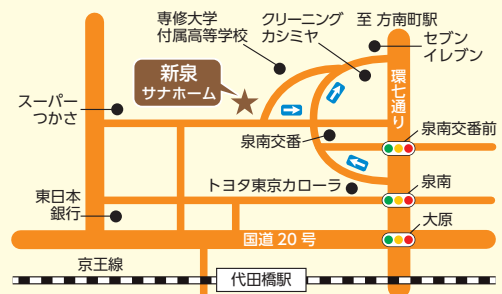 専修大学
付属高等学校
クリーニング
カシミヤ
至 方南町駅
セブン
イレブン
新泉
サナホーム
環七通り
スーパー
つかさ
泉南交番
泉南交番前
トヨタ東京カローラ
泉南
東日本
銀行
大原
国道20号
京王線
代田橋駅